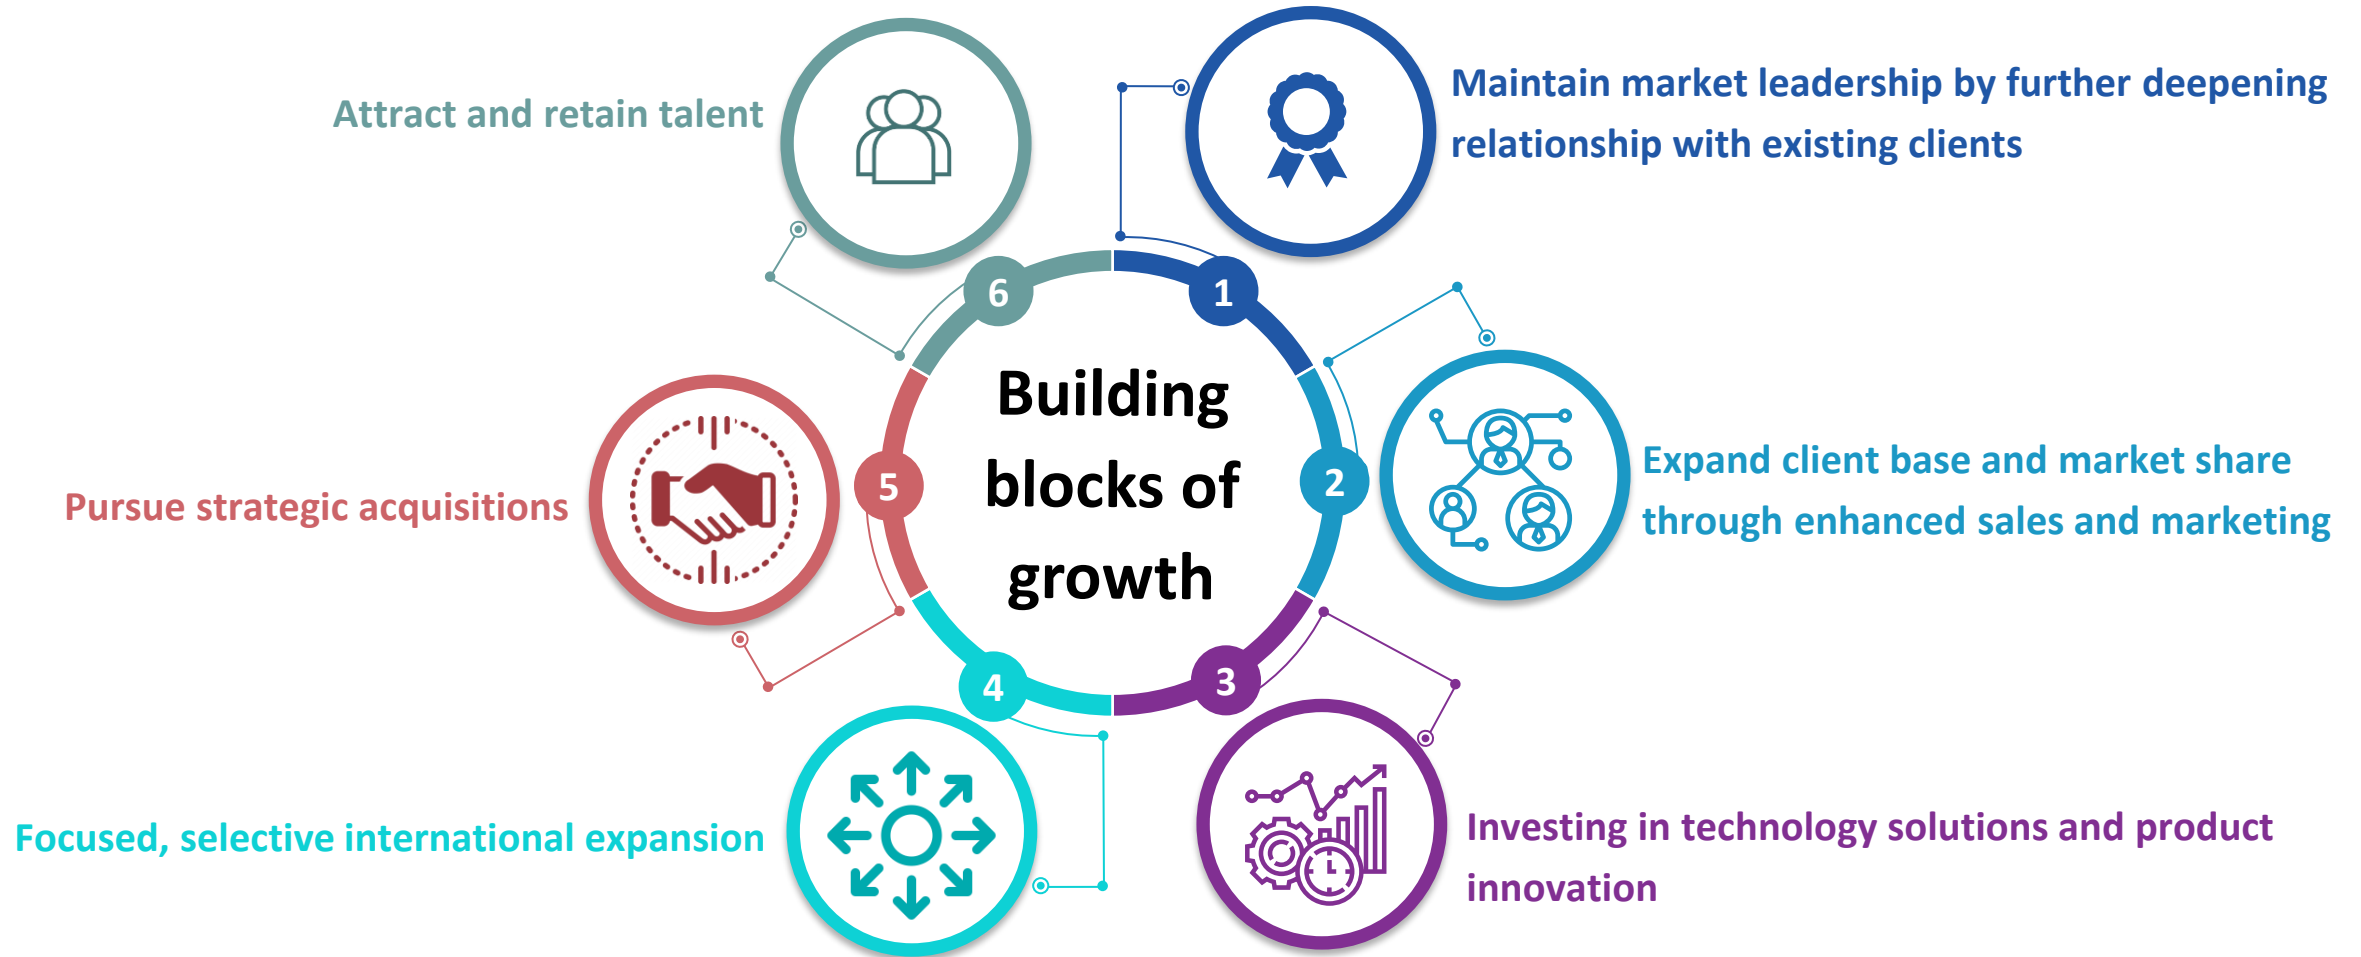 Building
blocks of
growth
1
Maintain market leadership by further deepening
relationship with existing clients
2
Expand client base and market share
through enhanced sales and marketing
3
Investing in technology solutions and product
innovation
4
Focused, selective international expansion
5
Pursue strategic acquisitions
6
Attract and retain talent